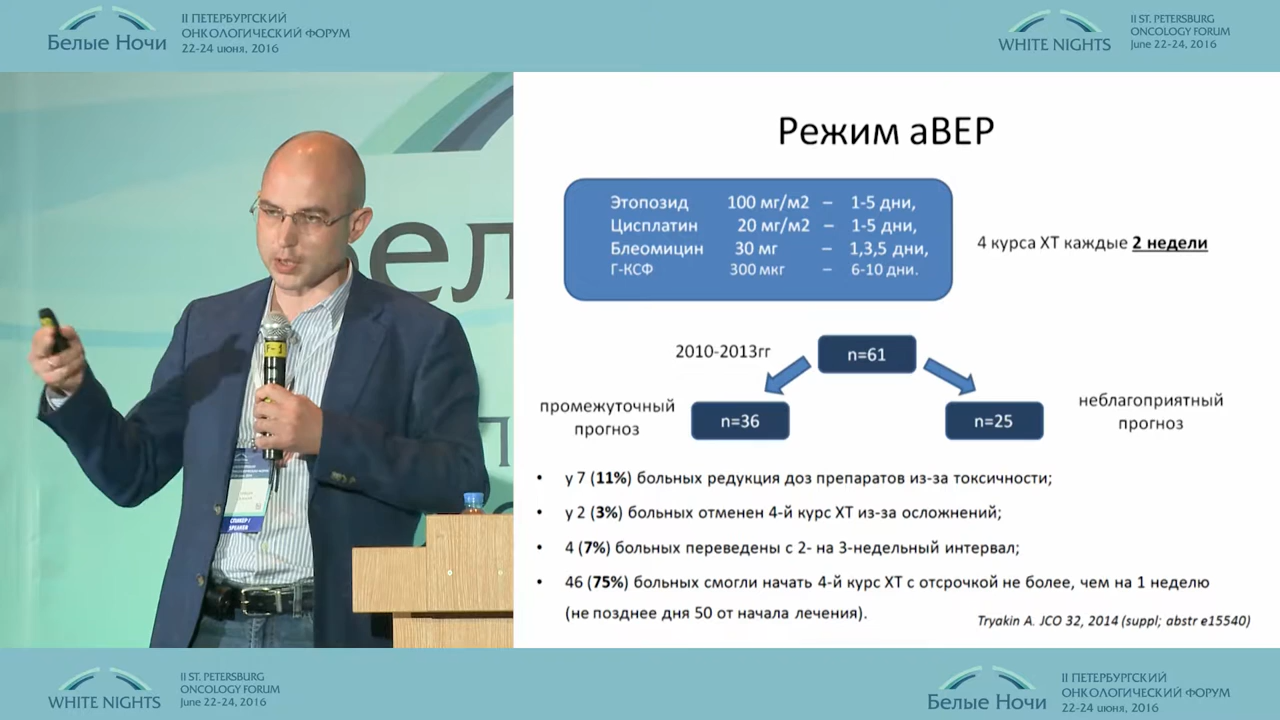 Белые Ночи
II ПЕТЕРБУРГСКИЙ
ОНКОЛОГИЧЕСКИЙ ФОРУМ
22-24 июня, 2016
WHITE NIGHTS
II ST. PETERSBURG
ONCOLOGY FORUM
June 22-24, 2016
Режим аBEP
Этопозид 100 мг/м2 – 1-5 дни,
Цисплатин 20 мг/м2 – 1-5 дни,
Блеомицин 30 мг – 1,3,5 дни,
Г-КСФ 300 мкг – 6-10 дни.
4 курса ХТ каждые 2 недели
2010-2013гг
n=61
промежуточный
прогноз
n=36
n=25
неблагоприятный
прогноз
• у 7 (11%) больных редукция доз препаратов из-за токсичности;
• у 2 (3%) больных отменен 4-й курс ХТ из-за осложнений;
• 4 (7%) больных переведены с 2- на 3-недельный интервал;
• 46 (75%) больных смогли начать 4-й курс ХТ с отсрочкой не более, чем на 1 неделю
(не позднее дня 50 от начала лечения).
Tryakin A. JCO 32, 2014 (suppl; abstr e15540)
бел
F-1
СПИКЕР /
WHITE NIGHTS
II ST. PETERSBURG
ONCOLOGY FORUM
June 22-24, 2016
Белые Ночи
II ПЕТЕРБУРГСКИЙ
ОНКОЛОГИЧЕСКИЙ ФОРУМ
22-24 июня, 2016